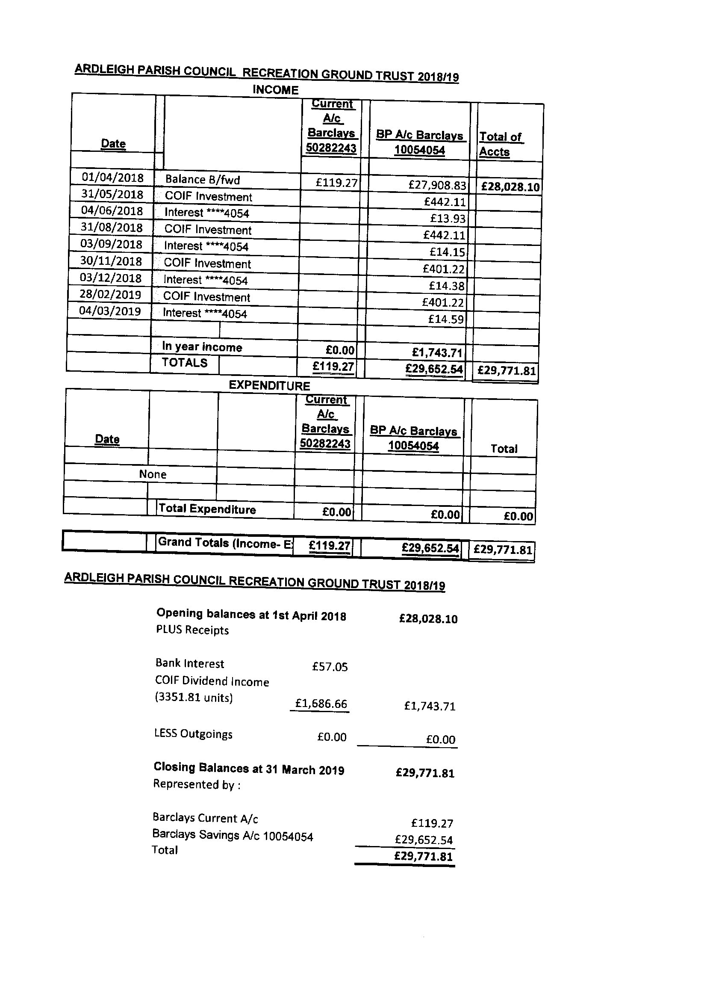 ARDLEIGH PARISH COUNCIL RECREATION GROUND TRUST 2018/19
INCOME
Date Current A/c Barclays 50282243 BP A/c Barclays 10054054 Total of Accts
01/04/2018 Balance B/fwd £119.27 £27,908.83 £28,028.10
31/05/2018 COIF Investment £442.11
04/06/2018 Interest ****4054 £13.93
31/08/2018 COIF Investment £442.11
03/09/2018 Interest ****4054 £14.15
30/11/2018 COIF Investment £401.22
03/12/2018 Interest ****4054 £14.38
28/02/2019 COIF Investment £401.22
04/03/2019 Interest ****4054 £14.59
In year income £0.00 £1,743.71
TOTALS £119.27 £29,652.54 £29,771.81
EXPENDITURE
Date Current A/c Barclays 50282243 BP A/c Barclays 10054054 Total
None
Total Expenditure £0.00 £0.00 £0.00
Grand Totals (Income- E £119.27 £29,652.54 £29,771.81
ARDLEIGH PARISH COUNCIL RECREATION GROUND TRUST 2018/19
Opening balances at 1st April 2018 £28,028.10
PLUS Receipts
Bank Interest £57.05
COIF Dividend Income
(3351.81 units) £1,686.66 £1,743.71
LESS Outgoings £0.00 £0.00
Closing Balances at 31 March 2019 £29,771.81
Represented by :
Barclays Current A/c £119.27
Barclays Savings A/c 10054054 £29,652.54
Total £29,771.81